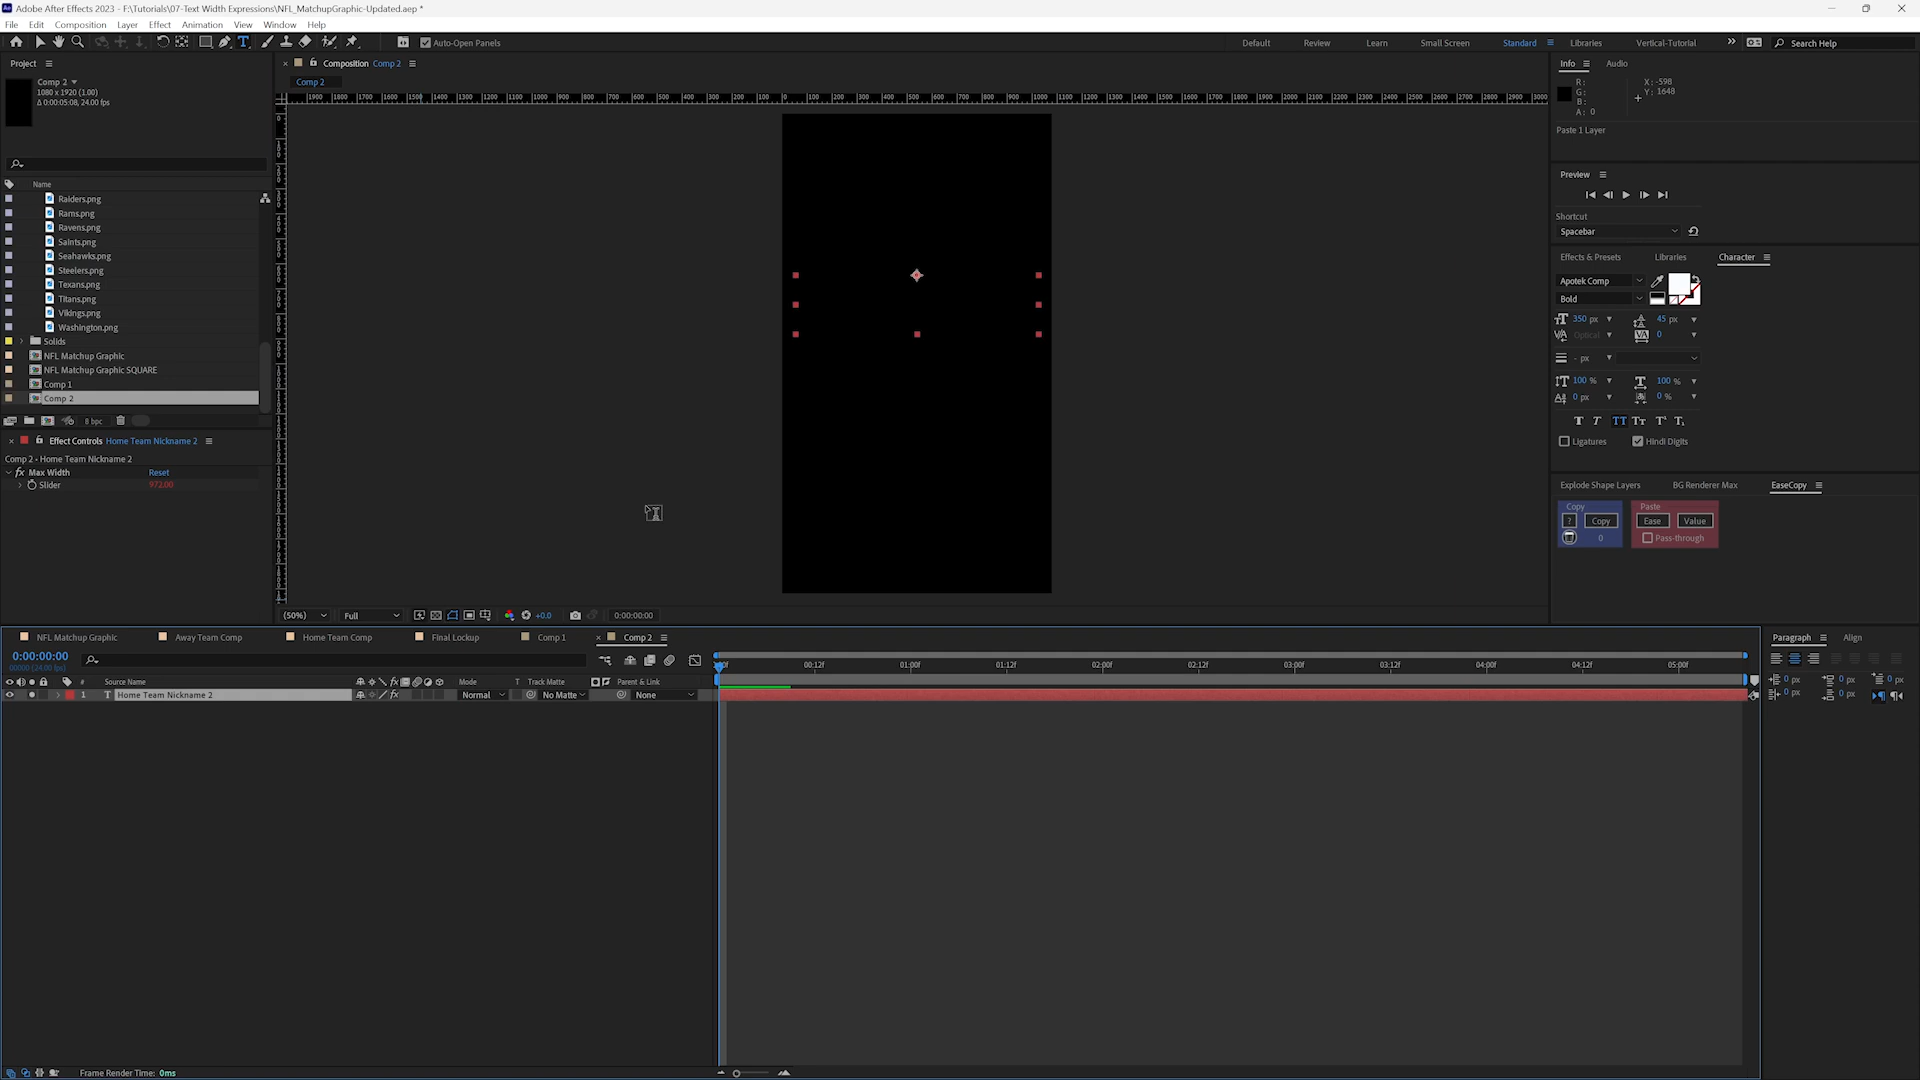 Adobe After Effects 2023 - F:\Tutorials\07-Text Width Expressions\NFL_MatchupGraphic-Updated.aep *
File Edit Composition Layer Effect Animation View Window Help
Auto-Open Panels
Default Review Learn Small Screen Standard Libraries Vertical-Tutorial Search Help
Project
Comp 2
1080 x 1920 (1.00)
Δ 0:00:05:08, 24.00 fps
Name
Raiders.png
Rams.png
Ravens.png
Saints.png
Seahawks.png
Steelers.png
Texans.png
Titans.png
Vikings.png
Washington.png
Solids
NFL Matchup Graphic
NFL Matchup Graphic SQUARE
Comp 1
Comp 2
8 bpc
Effect Controls Home Team Nickname 2
Comp 2 • Home Team Nickname 2
fx Max Width Reset
Slider 972.00
Composition Comp 2
Comp 2
(50%) Full +0.0 0:00:00:00
Info Audio
R:
G:
B:
A: 0
X: -598
Y: 1648
Paste 1 Layer
Preview
Shortcut
Spacebar
Effects & Presets Libraries Character
Apotek Comp
Bold
350 px 45 px
Optical 0
- px
100 % 100 %
0 px 0 %
Ligatures Hindi Digits
Explode Shape Layers BG Renderer Max EaseCopy
Copy Paste
? Copy Ease Value
0 Pass-through
NFL Matchup Graphic Away Team Comp Home Team Comp Final Lockup Comp 1 Comp 2
0:00:00:00
00000 (24.00 fps)
# Source Name Mode T Track Matte Parent & Link
1 T Home Team Nickname 2 Normal No Matte None
00:12f 01:00f 01:12f 02:00f 02:12f 03:00f 03:12f 04:00f 04:12f 05:00f
Paragraph Align
0 px 0 px 0 px
0 px 0 px
Frame Render Time: 0ms